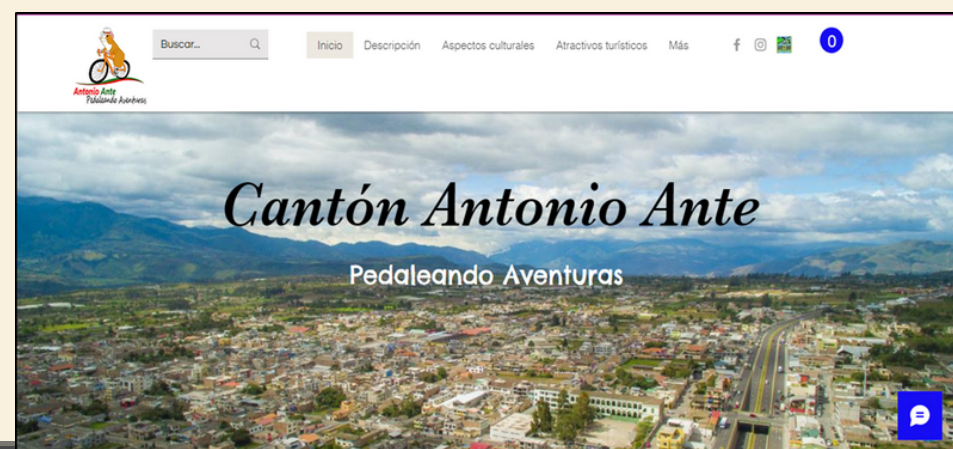 Buscar...
Inicio Descripción Aspectos culturales Atractivos turísticos Más
0
Antonio Ante
Pedaleando Aventuras
Cantón Antonio Ante
Pedaleando Aventuras